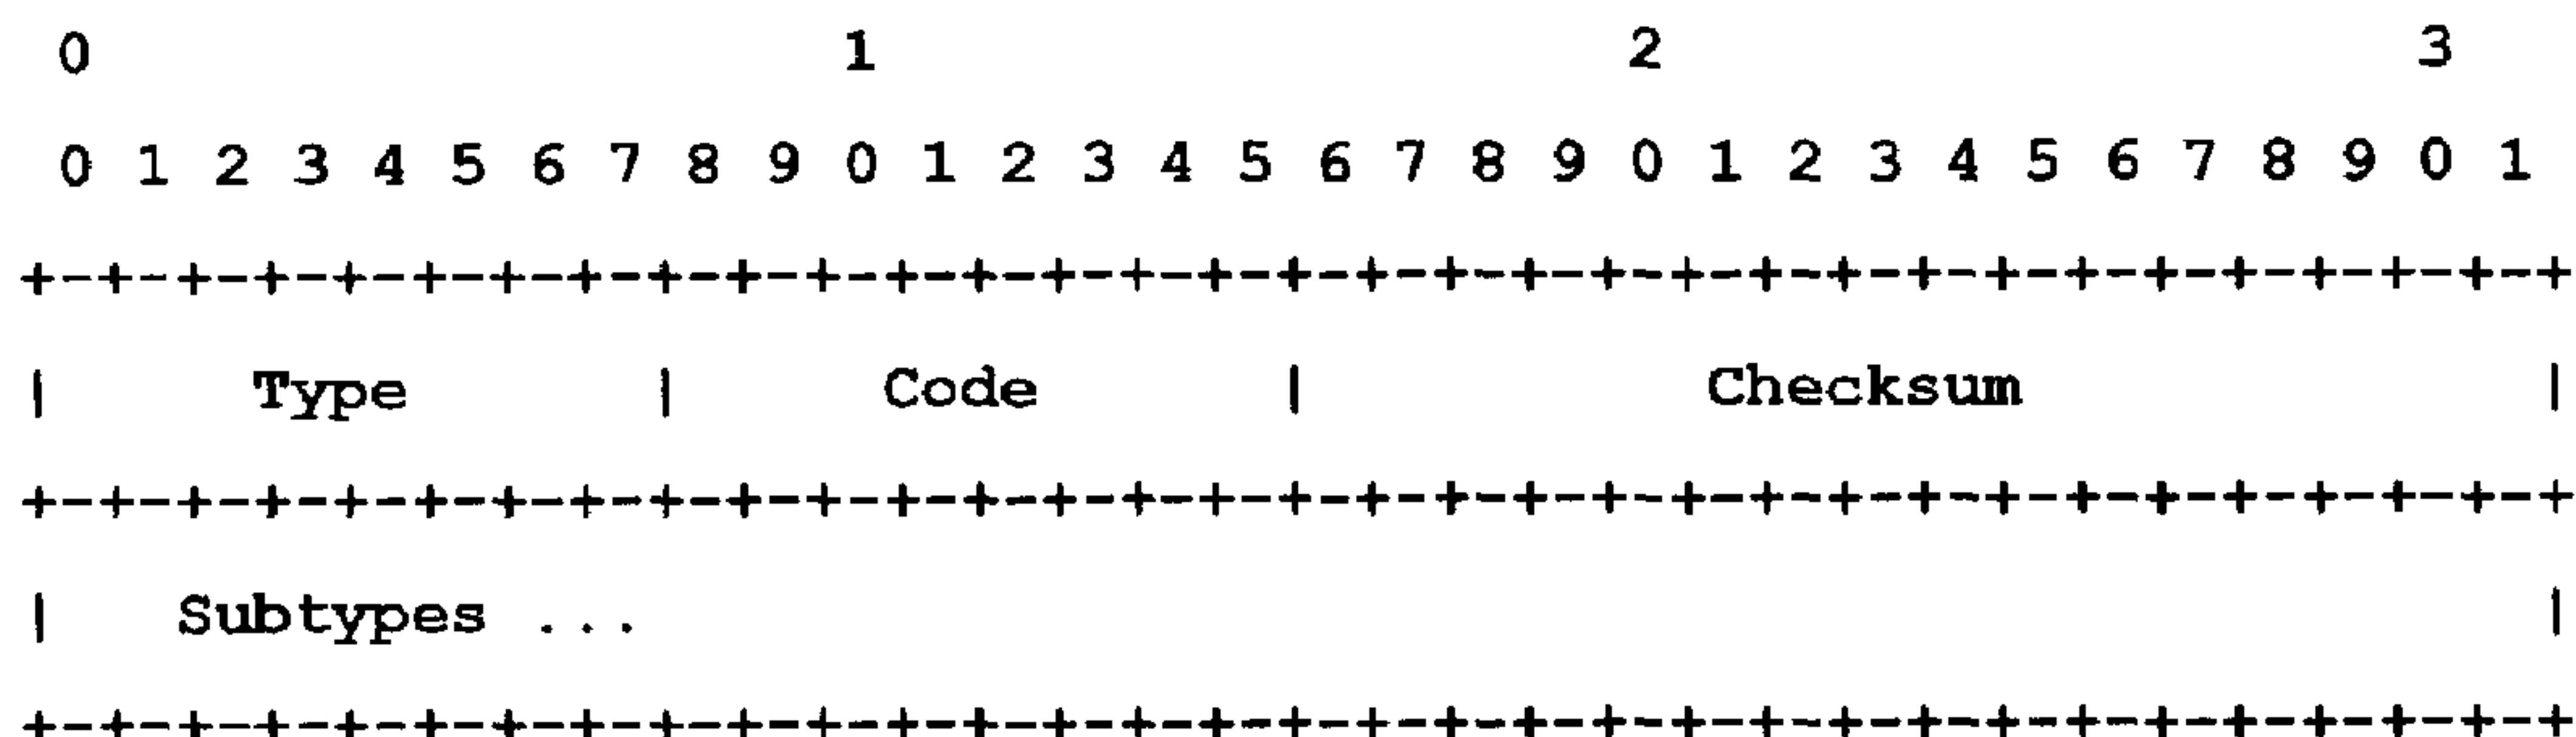 0                   1                   2                   3
 0 1 2 3 4 5 6 7 8 9 0 1 2 3 4 5 6 7 8 9 0 1 2 3 4 5 6 7 8 9 0 1
+-+-+-+-+-+-+-+-+-+-+-+-+-+-+-+-+-+-+-+-+-+-+-+-+-+-+-+-+-+-+-+-+
|     Type      |     Code      |          Checksum             |
+-+-+-+-+-+-+-+-+-+-+-+-+-+-+-+-+-+-+-+-+-+-+-+-+-+-+-+-+-+-+-+-+
|   Subtypes ...                                                |
+-+-+-+-+-+-+-+-+-+-+-+-+-+-+-+-+-+-+-+-+-+-+-+-+-+-+-+-+-+-+-+-+